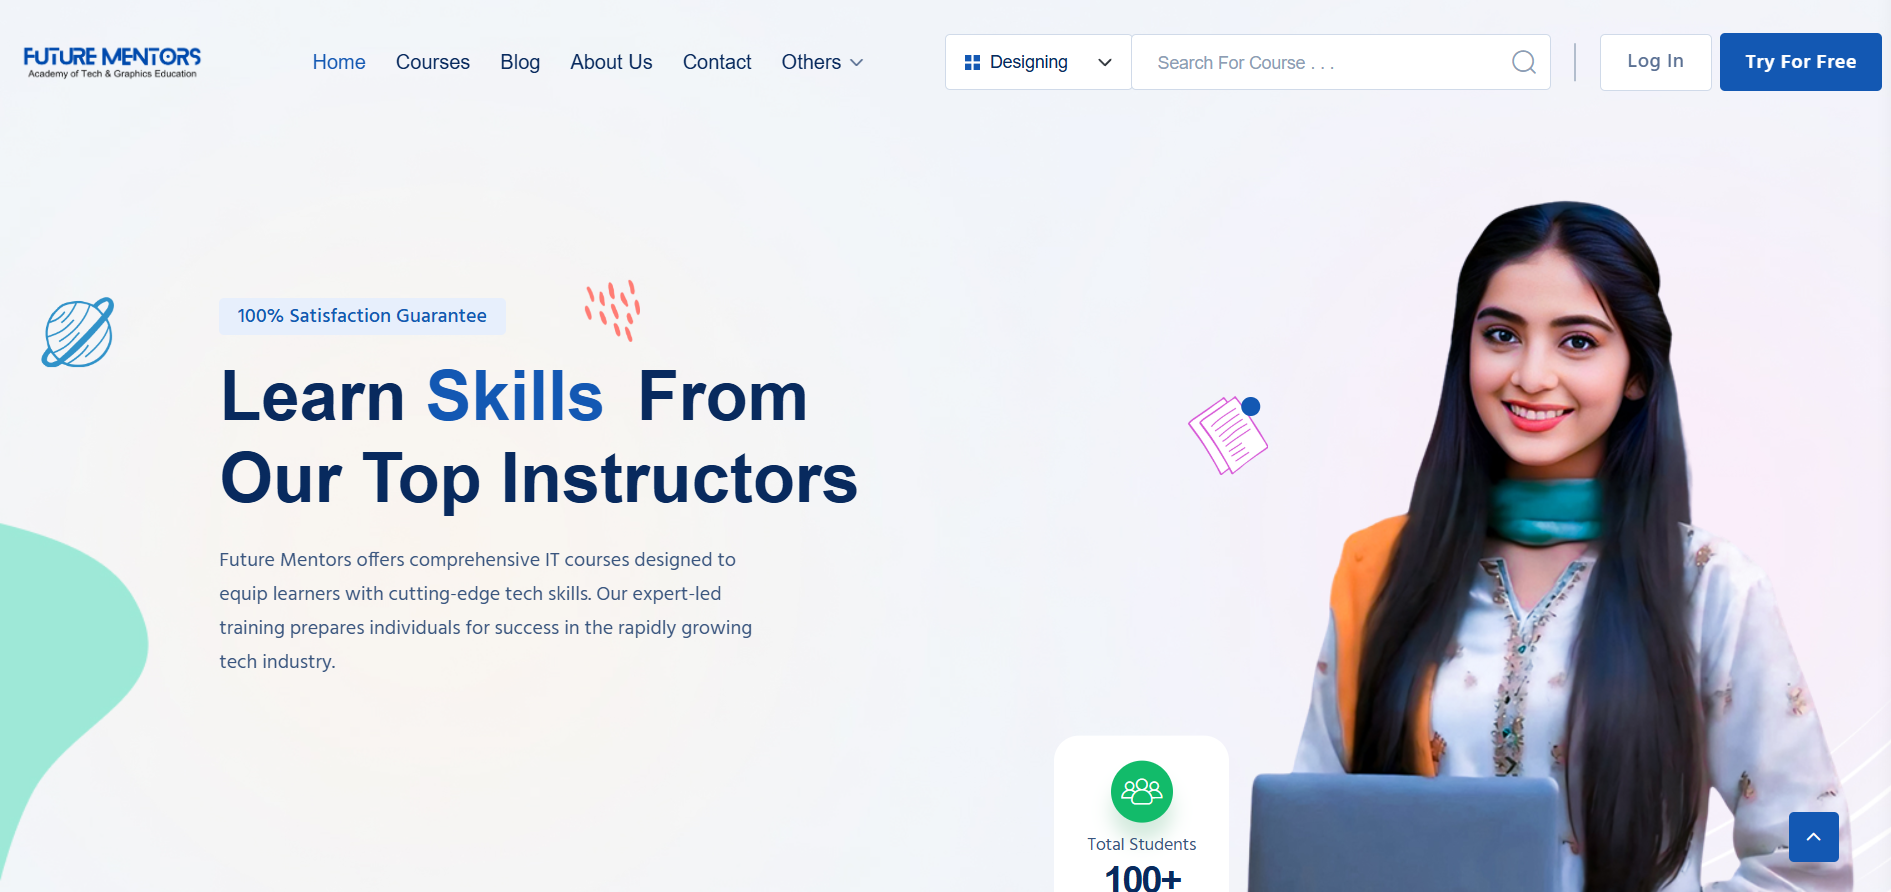 FUTURE MENTORS
Academy of Tech & Graphics Education
Home
Courses
Blog
About Us
Contact
Others
Designing
Search For Course . . .
Log In
Try For Free
100% Satisfaction Guarantee
Learn Skills From
Our Top Instructors
Future Mentors offers comprehensive IT courses designed to
equip learners with cutting-edge tech skills. Our expert-led
training prepares individuals for success in the rapidly growing
tech industry.
Total Students
100+